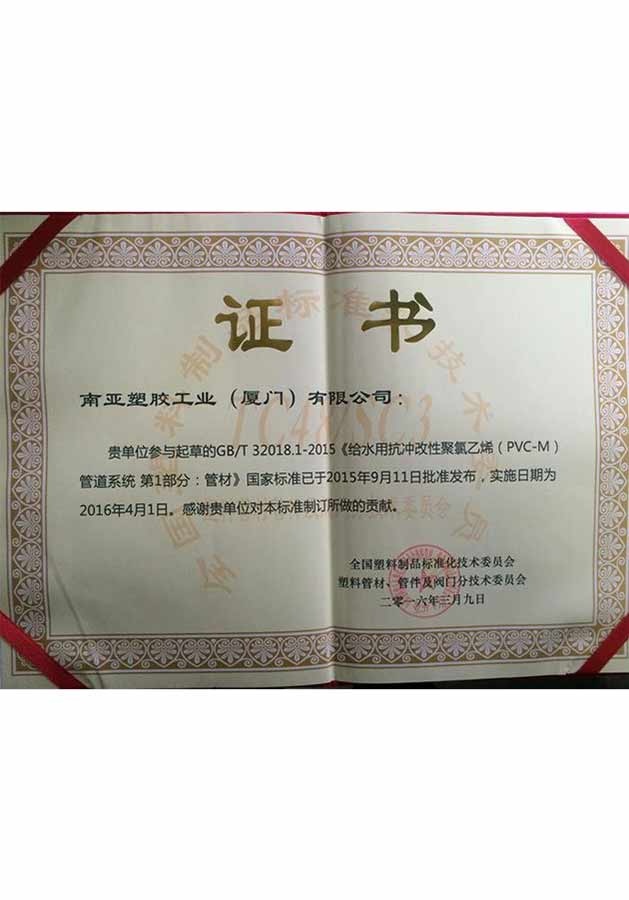 证书
南亚塑胶工业（厦门）有限公司：
贵单位参与起草的GB/T 32018.1-2015《给水用抗冲改性聚氯乙烯（PVC-M）
管道系统 第1部分：管材》国家标准已于2015年9月11日批准发布，实施日期为
2016年4月1日。感谢贵单位对本标准制订所做的贡献。
TC48/SC3
全国塑料制品标准化技术委员会
塑料管材、管件及阀门分技术委员会
二零一六年三月九日